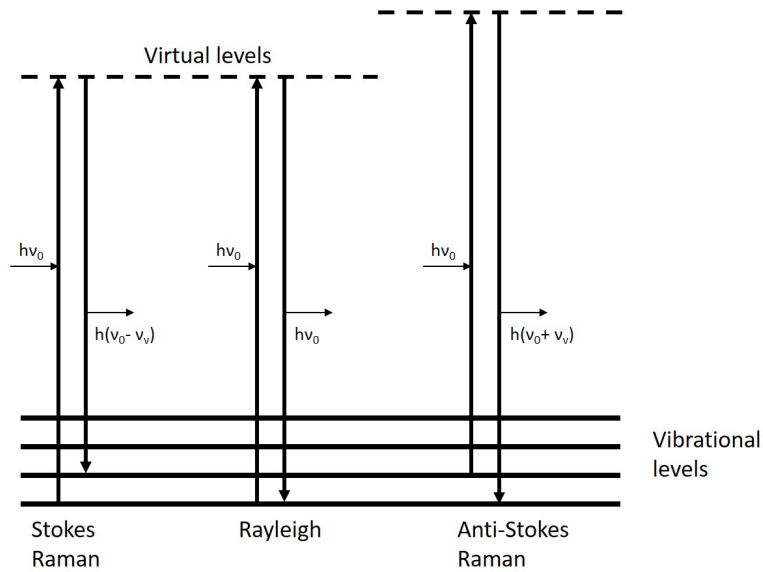 Virtual levels
hν₀
hν₀
hν₀
h(ν₀- νᵥ)
hν₀
h(ν₀+ νᵥ)
Vibrational
levels
Stokes
Raman
Rayleigh
Anti-Stokes
Raman